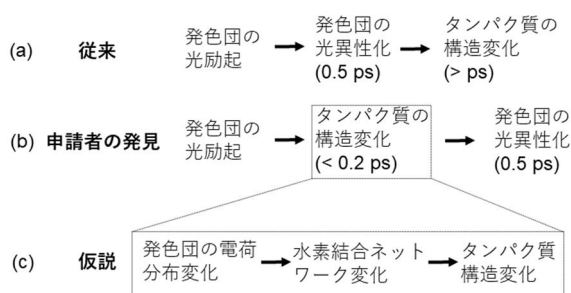 (a) 従来
発色団の
光励起
発色団の
光異性化
(0.5 ps)
タンパク質の
構造変化
(> ps)
(b) 申請者の発見
発色団の
光励起
タンパク質の
構造変化
(< 0.2 ps)
発色団の
光異性化
(0.5 ps)
(c) 仮説
発色団の電荷
分布変化
水素結合ネット
ワーク変化
タンパク質
構造変化